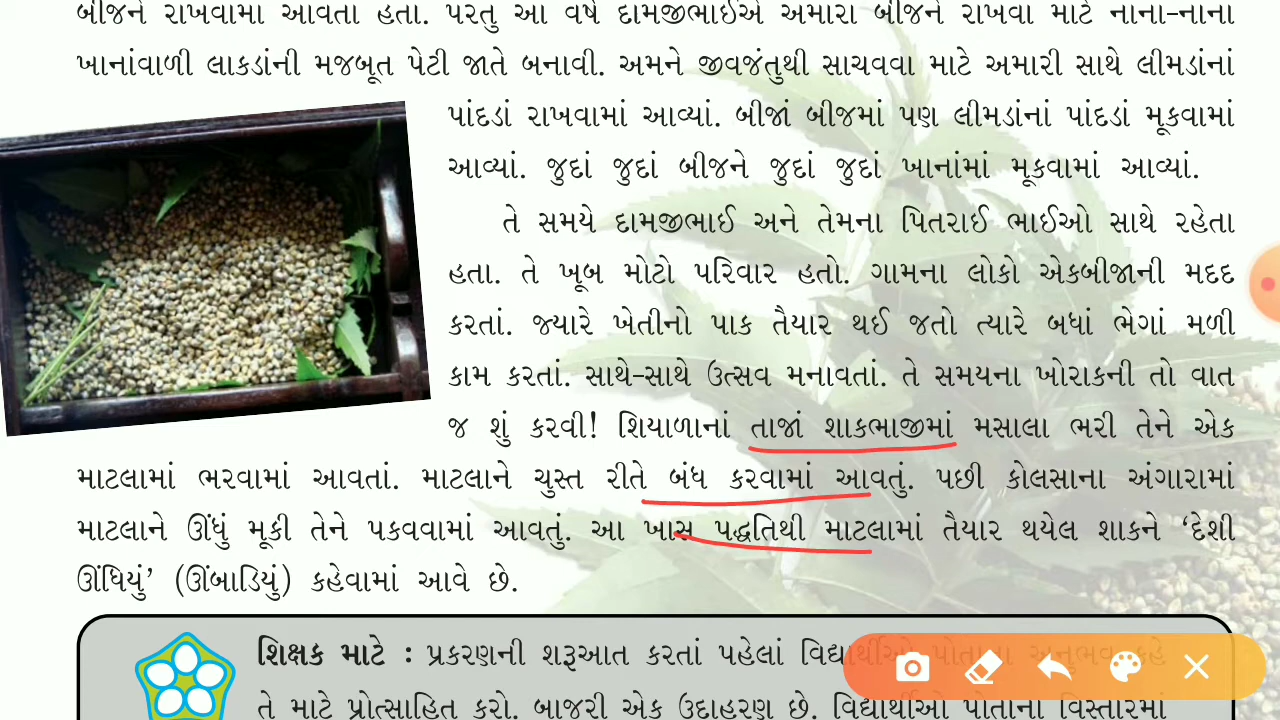 બીજને રાખવામાં આવતાં હતાં. પરંતુ આ વર્ષે દામજીભાઈએ અમારાં બીજને રાખવા માટે નાનાં-નાનાં
ખાનાંવાળી લાકડાંની મજબૂત પેટી જાતે બનાવી. અમને જીવજંતુથી સાચવવા માટે અમારી સાથે લીમડાંનાં
પાંદડાં રાખવામાં આવ્યાં. બીજાં બીજમાં પણ લીમડાંનાં પાંદડાં મૂકવામાં
આવ્યાં. જુદાં જુદાં બીજને જુદાં જુદાં ખાનાંમાં મૂકવામાં આવ્યાં.
તે સમયે દામજીભાઈ અને તેમના પિતરાઈ ભાઈઓ સાથે રહેતા
હતા. તે ખૂબ મોટો પરિવાર હતો. ગામના લોકો એકબીજાની મદદ
કરતાં. જ્યારે ખેતીનો પાક તૈયાર થઈ જતો ત્યારે બધાં ભેગાં મળી
કામ કરતાં. સાથે-સાથે ઉત્સવ મનાવતાં. તે સમયના ખોરાકની તો વાત
જ શું કરવી! શિયાળાનાં તાજાં શાકભાજીમાં મસાલા ભરી તેને એક
માટલામાં ભરવામાં આવતાં. માટલાને ચુસ્ત રીતે બંધ કરવામાં આવતું. પછી કોલસાના અંગારામાં
માટલાને ઊંધું મૂકી તેને પકવવામાં આવતું. આ ખાસ પદ્ધતિથી માટલામાં તૈયાર થયેલ શાકને ‘દેશી
ઊંધિયું’ (ઊંબાડિયું) કહેવામાં આવે છે.
શિક્ષક માટે : પ્રકરણની શરૂઆત કરતાં પહેલાં વિદ્યાર્થીઓ પોતાના અનુભવ કહે
તે માટે પ્રોત્સાહિત કરો. બાજરી એક ઉદાહરણ છે. વિદ્યાર્થીઓ પોતાના વિસ્તારમાં